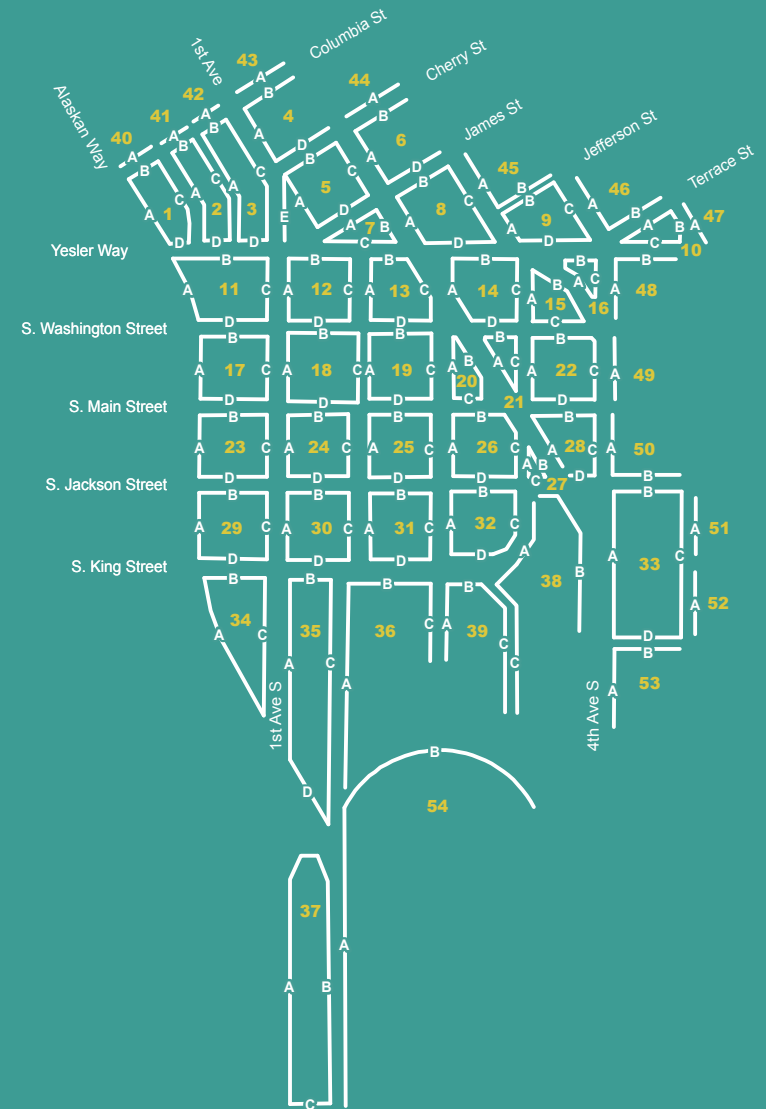 Columbia St
1st Ave
43
A
B
Cherry St
44
A
B
42
A
B
41
A
B
40
A
B
Alaskan Way
4
A
D
6
A
D
James St
45
A
B
Jefferson St
46
A
B
Terrace St
47
A
1
A
C
D
2
A
C
D
3
A
C
D
E
5
B
C
A
D
7
A
B
C
8
B
C
A
D
9
B
C
A
D
10
A
B
C
Yesler Way
11
A
B
C
D
12
A
B
C
D
13
A
B
C
D
14
A
B
C
D
15
A
B
C
16
A
B
C
48
A
B
S. Washington Street
17
A
B
C
D
18
A
B
C
D
19
A
B
C
D
20
A
B
C
21
A
B
C
22
A
B
C
D
49
A
S. Main Street
23
A
B
C
D
24
A
B
C
D
25
A
B
C
D
26
A
B
C
D
27
A
B
C
28
A
B
C
D
50
A
B
S. Jackson Street
29
A
B
C
D
30
A
B
C
D
31
A
B
C
D
32
A
B
C
D
38
A
B
C
33
A
B
C
D
51
A
52
A
S. King Street
34
A
B
C
35
A
B
C
D
36
A
B
C
39
A
B
C
53
A
B
1st Ave S
4th Ave S
54
A
B
37
A
B
C